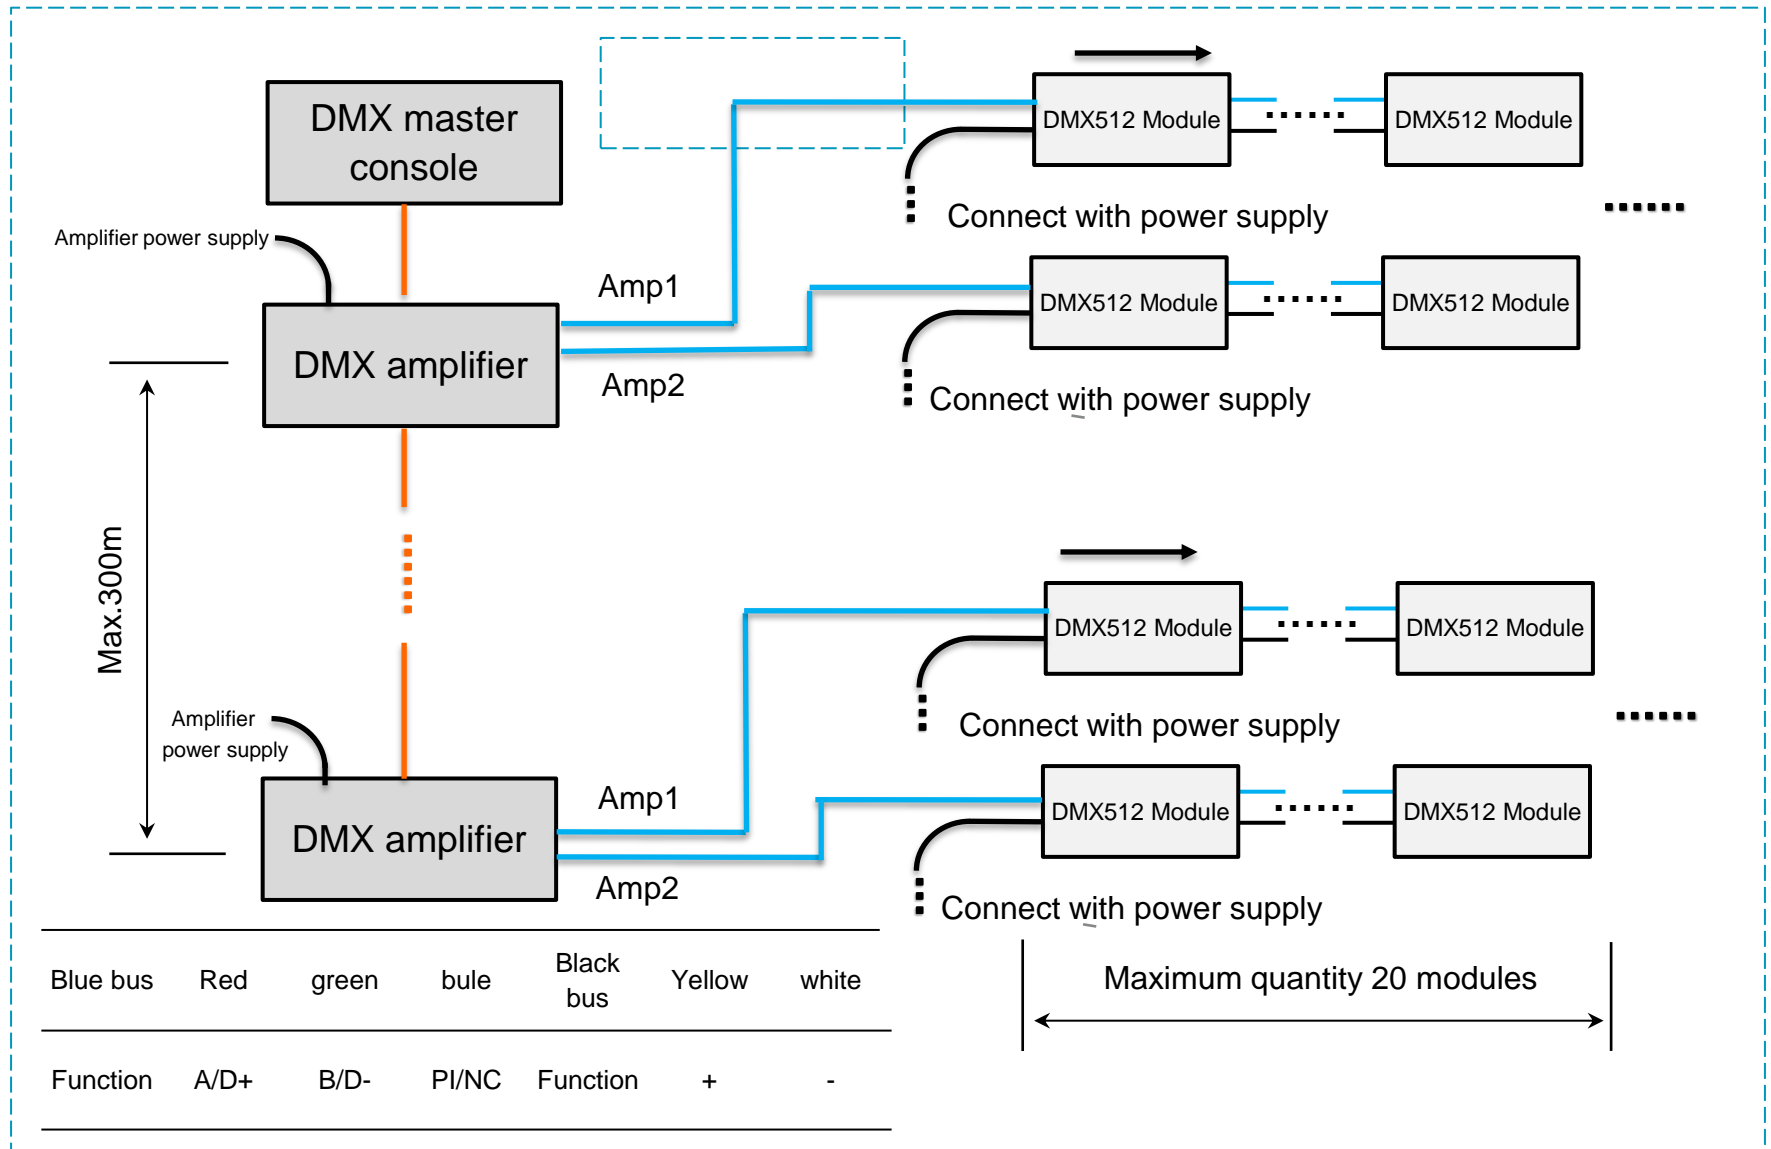 DMX master
console
DMX512 Module
DMX512 Module
Connect with power supply
Amplifier power supply
Amp1
DMX512 Module
DMX512 Module
DMX amplifier
Amp2
Connect with power supply
Max.300m
DMX512 Module
DMX512 Module
Connect with power supply
Amplifier
power supply
Amp1
DMX512 Module
DMX512 Module
DMX amplifier
Amp2
Connect with power supply
Maximum quantity 20 modules
Blue bus Red green bule Black bus Yellow white
Function A/D+ B/D- PI/NC Function + -